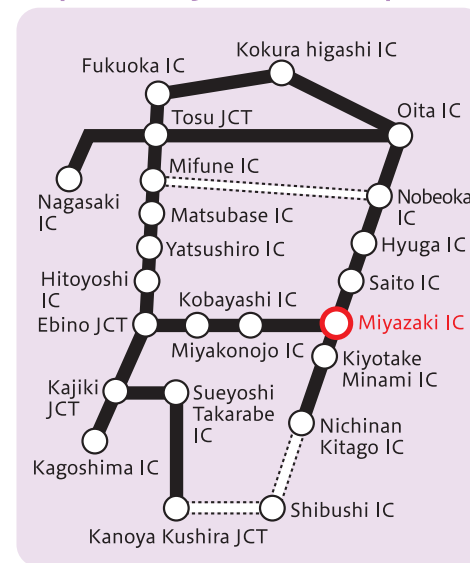 Kokura higashi IC
Fukuoka IC
Oita IC
Tosu JCT
Mifune IC
Nagasaki
IC
Nobeoka
IC
Matsubase IC
Hyuga IC
Yatsushiro IC
Hitoyoshi
IC
Saito IC
Kobayashi IC
Ebino JCT
Miyazaki IC
Miyakonojo IC
Kiyotake
Minami IC
Kajiki
JCT
Sueyoshi
Takarabe
IC
Nichinan
Kitago IC
Kagoshima IC
Shibushi IC
Kanoya Kushira JCT